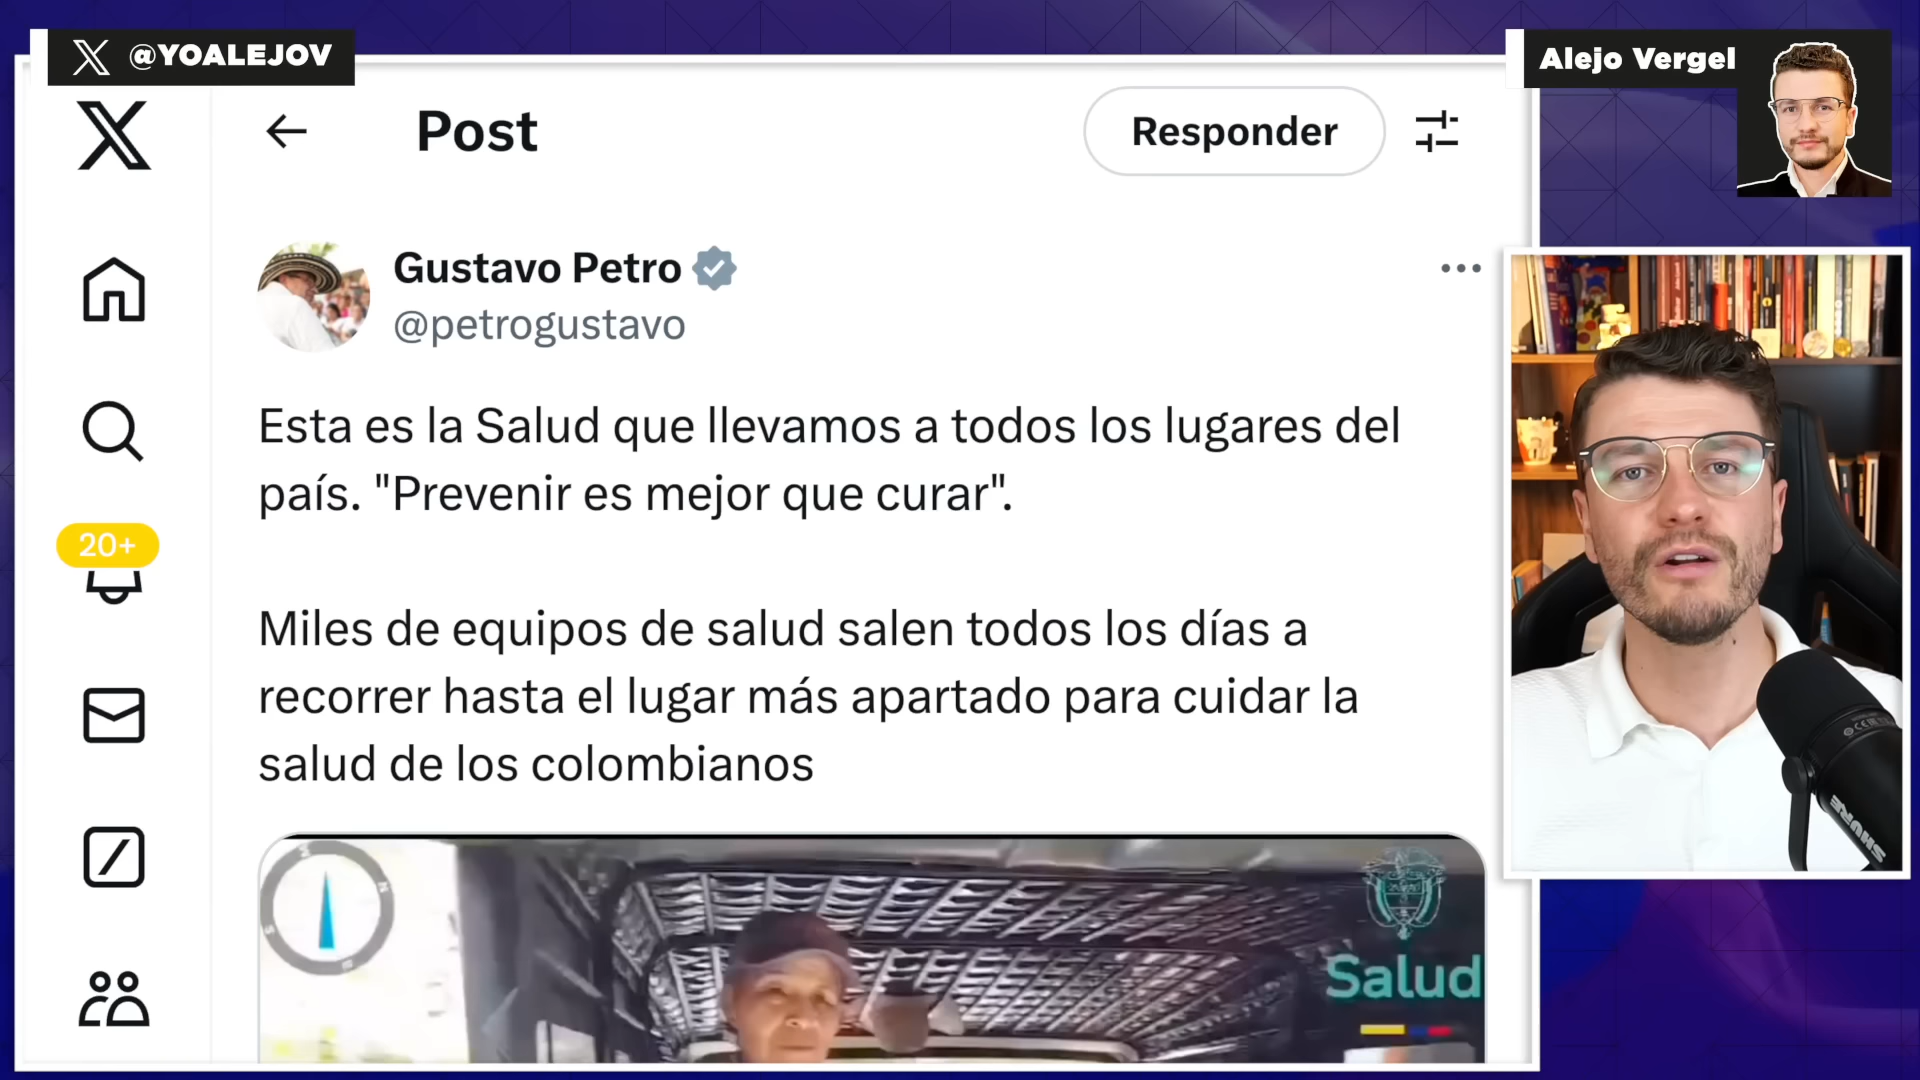 @YOALEJOV
Alejo Vergel
Post
Responder
Gustavo Petro
@petrogustavo
Esta es la Salud que llevamos a todos los lugares del
país. "Prevenir es mejor que curar".
20+
Miles de equipos de salud salen todos los días a
recorrer hasta el lugar más apartado para cuidar la
salud de los colombianos
Salud
SHURE